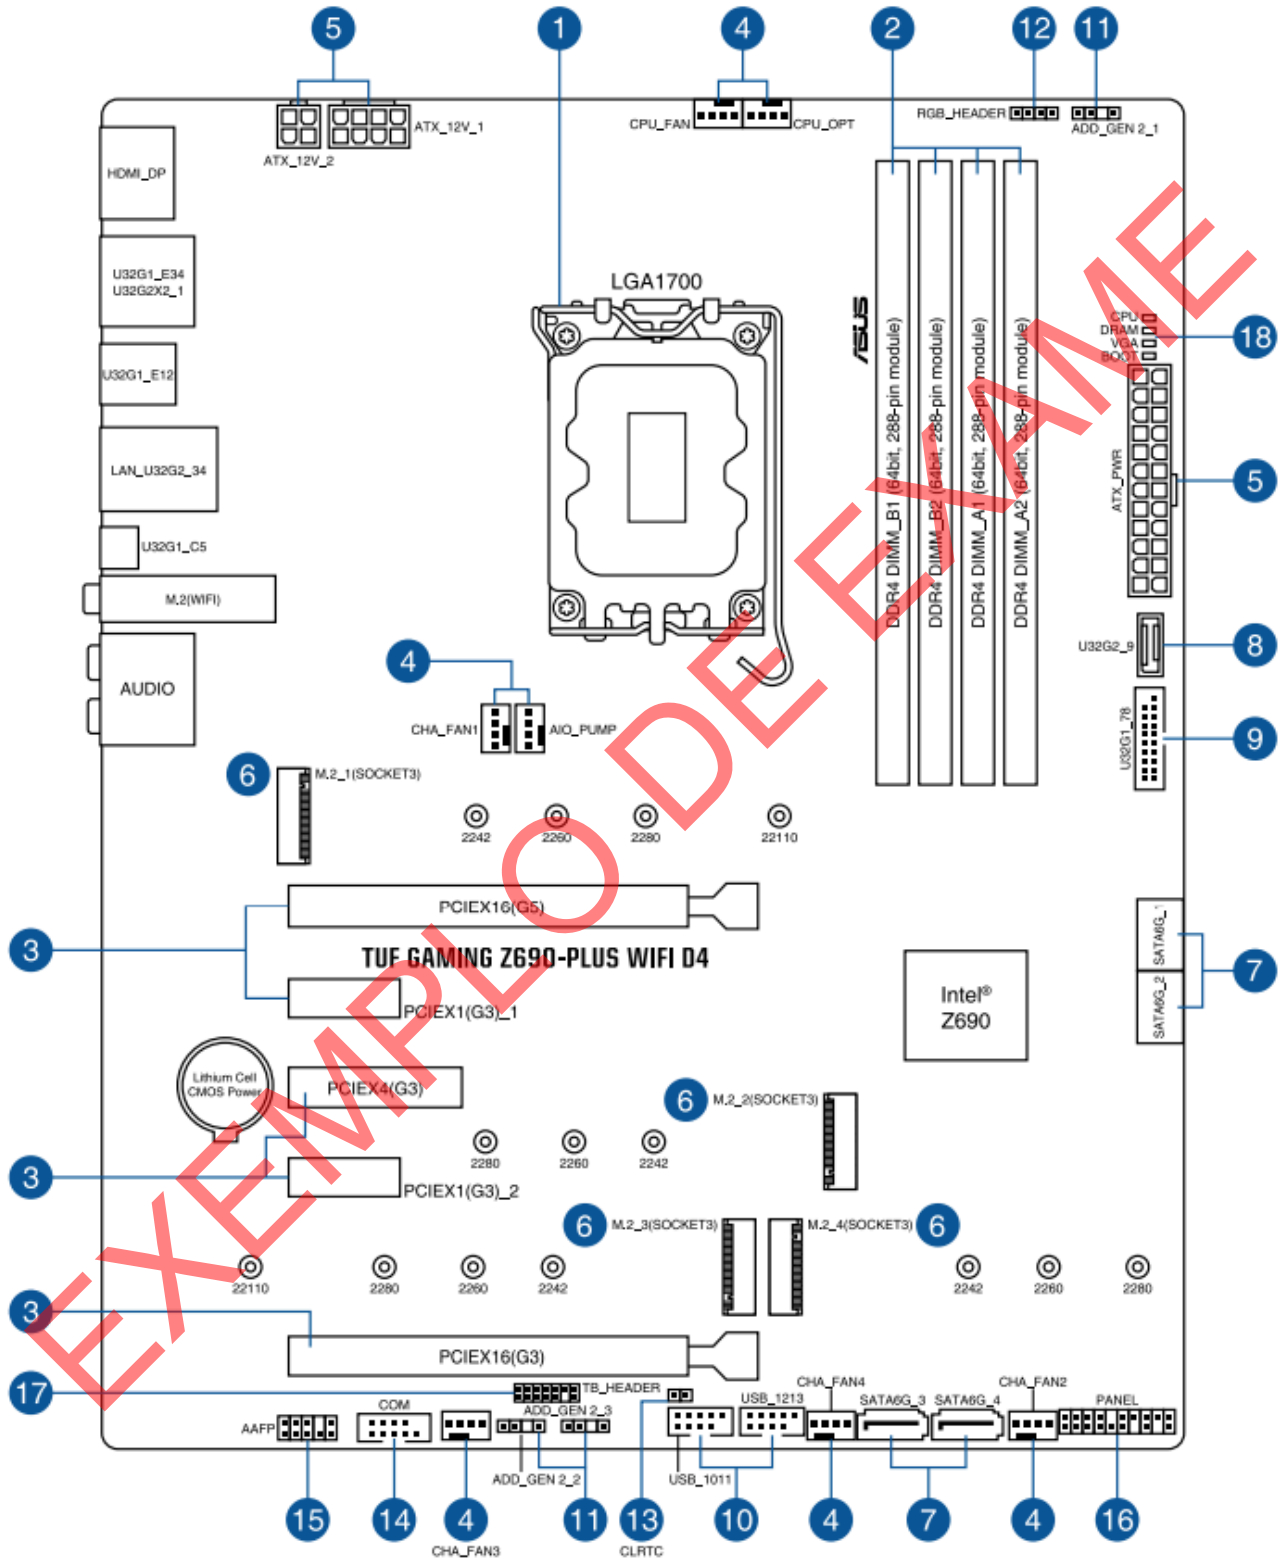 5
1
4
2
12
11
CPU_FAN
CPU_OPT
RGB_HEADER
ADD_GEN 2_1
ATX_12V_1
ATX_12V_2
HDMI_DP
U32G1_E34
U32G2X2_1
LGA1700
ASUS
CPU
DRAM
VGA
BOOT
18
U32G1_E12
DDR4 DIMM_B1 (64bit, 288-pin module)
DDR4 DIMM_B2 (64bit, 288-pin module)
DDR4 DIMM_A1 (64bit, 288-pin module)
DDR4 DIMM_A2 (64bit, 288-pin module)
ATX_PWR
5
LAN_U32G2_34
U32G1_C5
M.2(WIFI)
U32G2_9
8
4
AUDIO
CHA_FAN1
AIO_PUMP
U32G1_78
9
6
M.2_1(SOCKET3)
2242
2260
2280
22110
PCIEX16(G5)
3
TUF GAMING Z690-PLUS WIFI D4
SATA6G_1
SATA6G_2
7
Intel®
Z690
PCIEX1(G3)_1
Lithium Cell
CMOS Power
PCIEX4(G3)
6
M.2_2(SOCKET3)
2280
2260
2242
3
PCIEX1(G3)_2
6
M.2_3(SOCKET3)
M.2_4(SOCKET3)
6
22110
2280
2260
2242
2242
2260
2280
3
PCIEX16(G3)
17
TB_HEADER
CHA_FAN4
CHA_FAN2
AAFP
COM
ADD_GEN 2_3
USB_1213
SATA6G_3
SATA6G_4
PANEL
ADD_GEN 2_2
USB_1011
15
14
4
11
13
10
4
7
4
16
CHA_FAN3
CLRTC
EXEMPLO DE EXAME